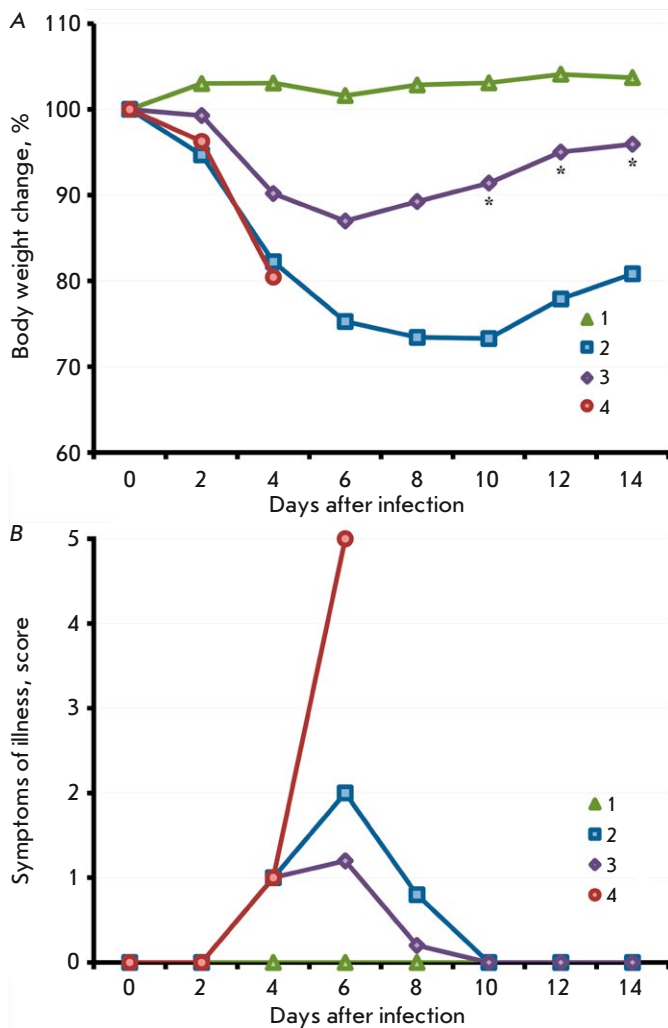 A
Body weight change, %
110
100
90
80
70
60
*
*
*
1
2
3
4
0 2 4 6 8 10 12 14
Days after infection
B
Symptoms of illness, score
5
4
3
2
1
0
1
2
3
4
0 2 4 6 8 10 12 14
Days after infection